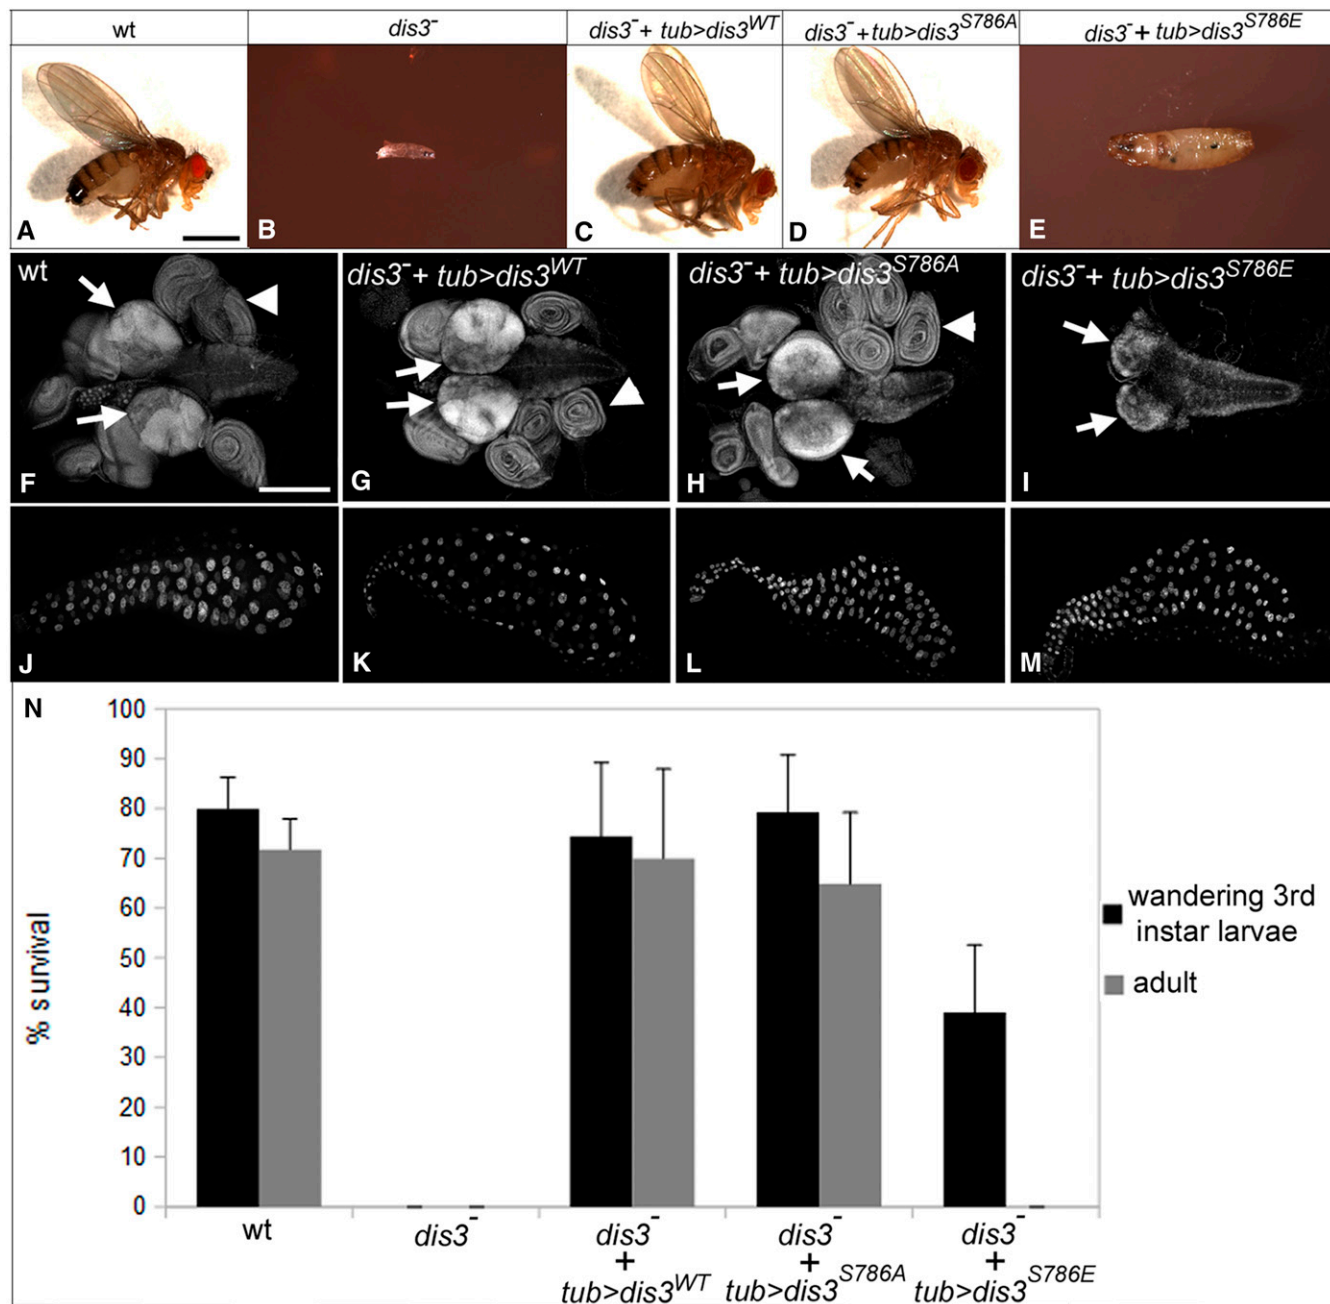 wt
dis3⁻
dis3⁻+ tub>dis3ᵂᵀ
dis3⁻+tub>dis3ˢ⁷⁸⁶ᴬ
dis3⁻+ tub>dis3ˢ⁷⁸⁶ᴱ
A
B
C
D
E
wt
dis3⁻+ tub>dis3ᵂᵀ
dis3⁻+ tub>dis3ˢ⁷⁸⁶ᴬ
dis3⁻+ tub>dis3ˢ⁷⁸⁶ᴱ
F
G
H
I
J
K
L
M
N
100
90
80
70
60
50
40
30
20
10
0
% survival
wandering 3rd
instar larvae
adult
wt
dis3⁻
dis3⁻
+
tub>dis3ᵂᵀ
dis3⁻
+
tub>dis3ˢ⁷⁸⁶ᴬ
dis3⁻
+
tub>dis3ˢ⁷⁸⁶ᴱ